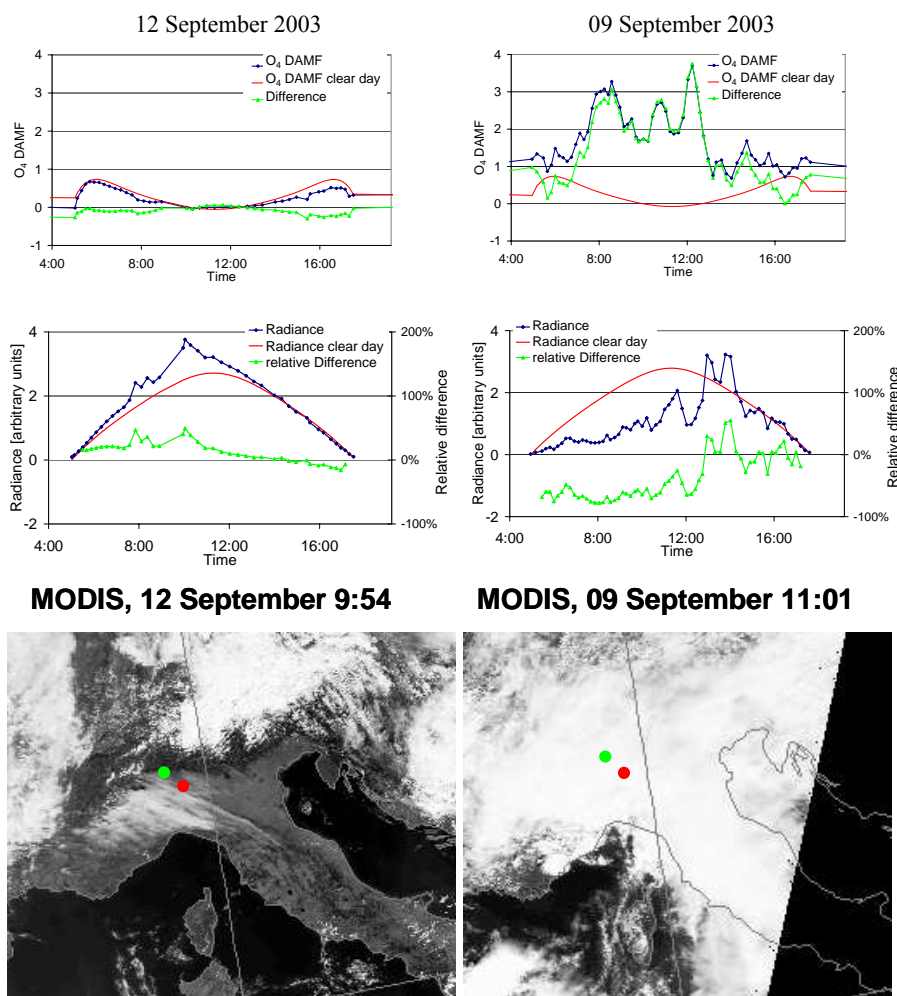 12 September 2003
09 September 2003
O4 DAMF
O4 DAMF clear day
Difference
O4 DAMF
4
3
2
1
0
-1
4:00 8:00 12:00 16:00
Time
O4 DAMF
O4 DAMF clear day
Difference
O4 DAMF
4
3
2
1
0
-1
4:00 8:00 12:00 16:00
Time
Radiance
Radiance clear day
relative Difference
Radiance [arbitrary units]
4
2
0
-2
200%
100%
0%
-100%
Relative difference
4:00 8:00 12:00 16:00
Time
Radiance
Radiance clear day
relative Difference
Radiance [arbitrary units]
4
2
0
-2
200%
100%
0%
-100%
Relative difference
4:00 8:00 12:00 16:00
Time
MODIS, 12 September 9:54
MODIS, 09 September 11:01